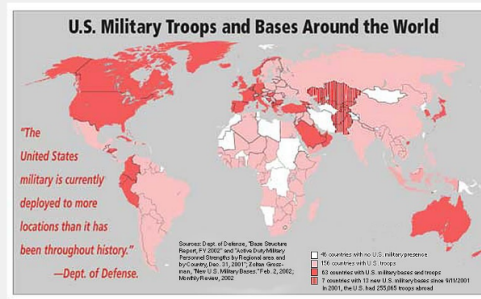 U.S. Military Troops and Bases Around the World
"The
United States
military is currently
deployed to more
locations than it has
been throughout history."
—Dept. of Defense.
Sources: Dept. of Defense, "Base Structure
Report, FY 2002" and "Active Duty Military
Personnel Strengths by Regional area and
by Country, Dec. 31, 2001"; Zoltan Gross-
man, "New U.S. Military Bases," Feb. 2, 2002;
Monthly Review, 2002
46 countries with no U.S. military presence
156 countries with U.S. troops
63 countries with U.S. military bases and troops
7 countries with 13 new U.S. military bases since 9/11/2001
In 2001, the U.S. had 255,065 troops abroad